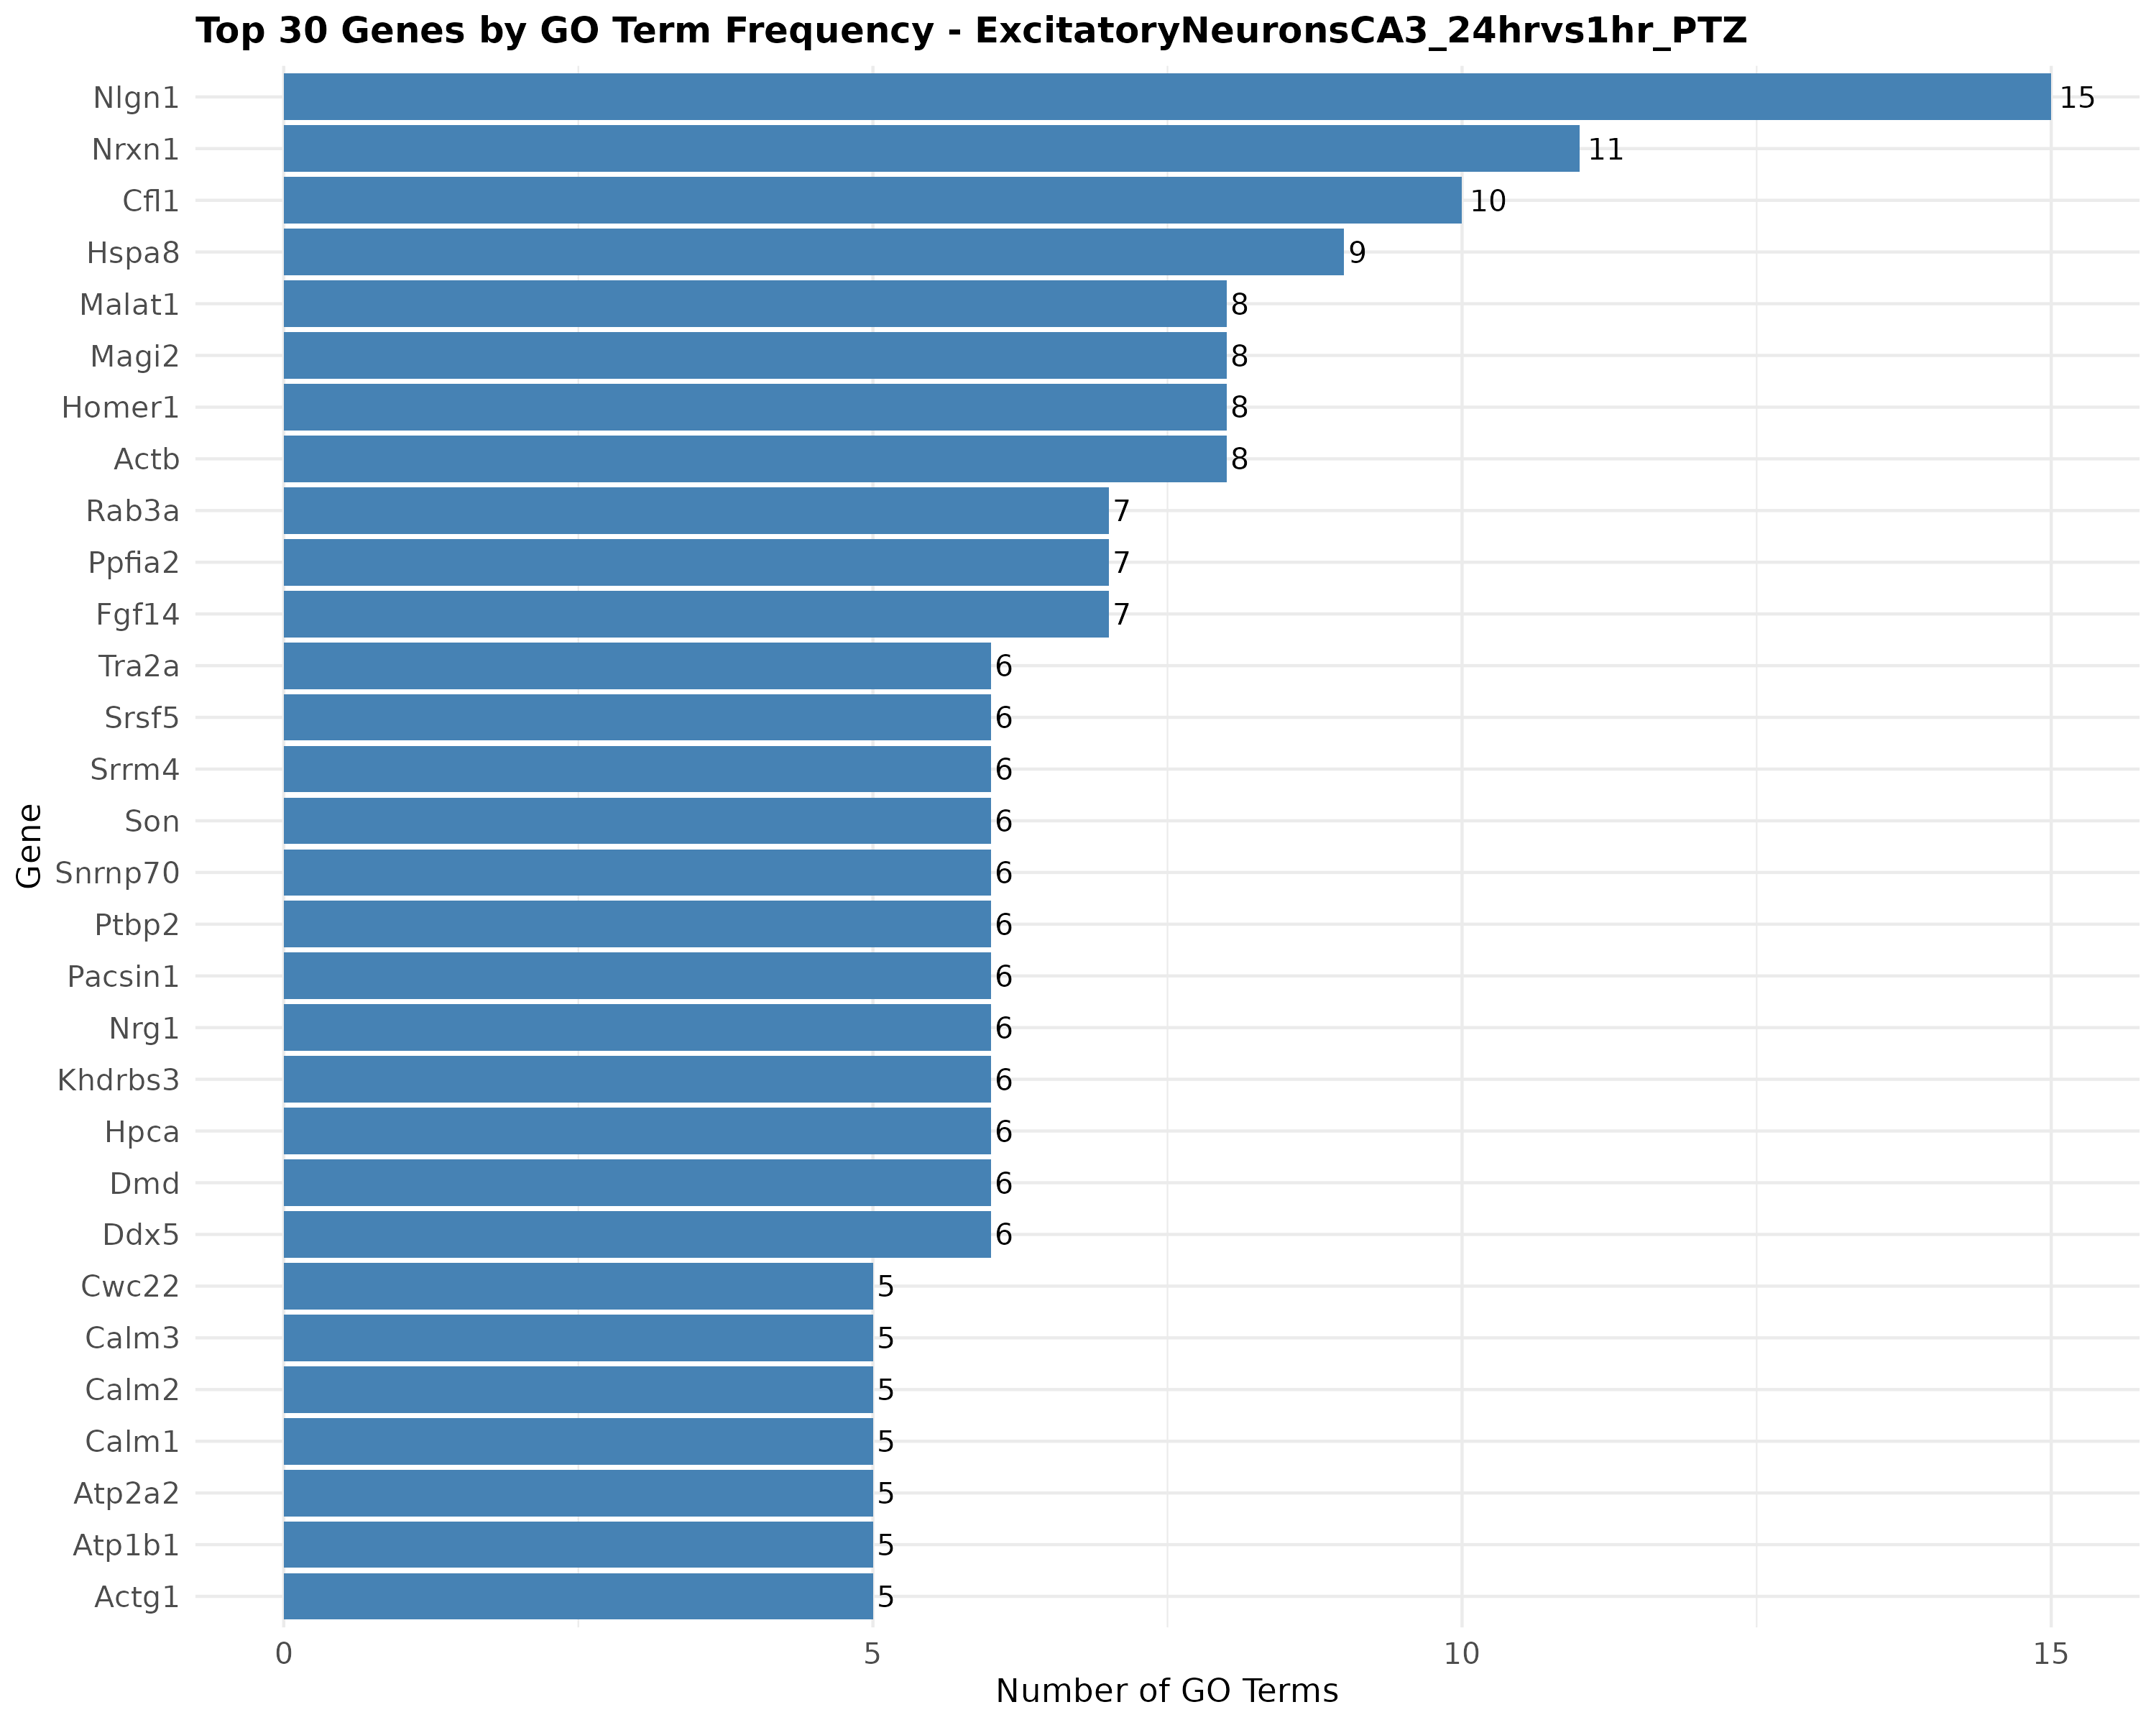 Top 30 Genes by GO Term Frequency - ExcitatoryNeuronsCA3_24hrvs1hr_PTZ
Nlgn1 15
Nrxn1 11
Cfl1 10
Hspa8 9
Malat1 8
Magi2 8
Homer1 8
Actb 8
Rab3a 7
Ppfia2 7
Fgf14 7
Tra2a 6
Srsf5 6
Srrm4 6
Son 6
Snrnp70 6
Ptbp2 6
Pacsin1 6
Nrg1 6
Khdrbs3 6
Hpca 6
Dmd 6
Ddx5 6
Cwc22 5
Calm3 5
Calm2 5
Calm1 5
Atp2a2 5
Atp1b1 5
Actg1 5
Gene
0 5 10 15
Number of GO Terms